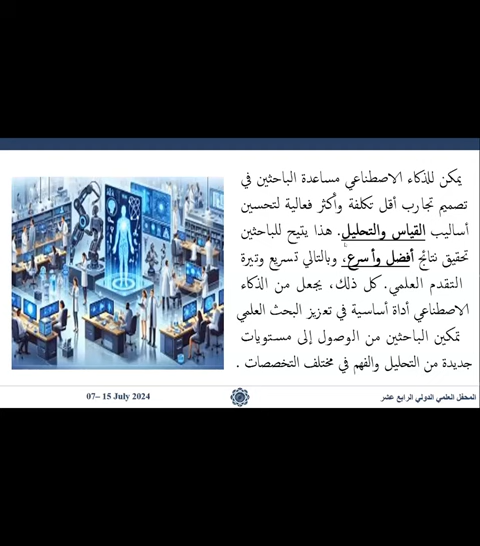 يمكن للذكاء الاصطناعي مساعدة الباحثين في
تصميم تجارب أقل تكلفة وأكثر فعالية لتحسين
أساليب القياس والتحليل. هذا يتيح للباحثين
تحقيق نتائج أفضل وأسرع، وبالتالي تسريع وتيرة
التقدم العلمي. كل ذلك، يجعل من الذكاء
الاصطناعي أداة أساسية في تعزيز البحث العلمي
تمكين الباحثين من الوصول إلى مستويات
جديدة من التحليل والفهم في مختلف التخصصات .
المحفل العلمي الدولي الرابع عشر
07– 15 July 2024